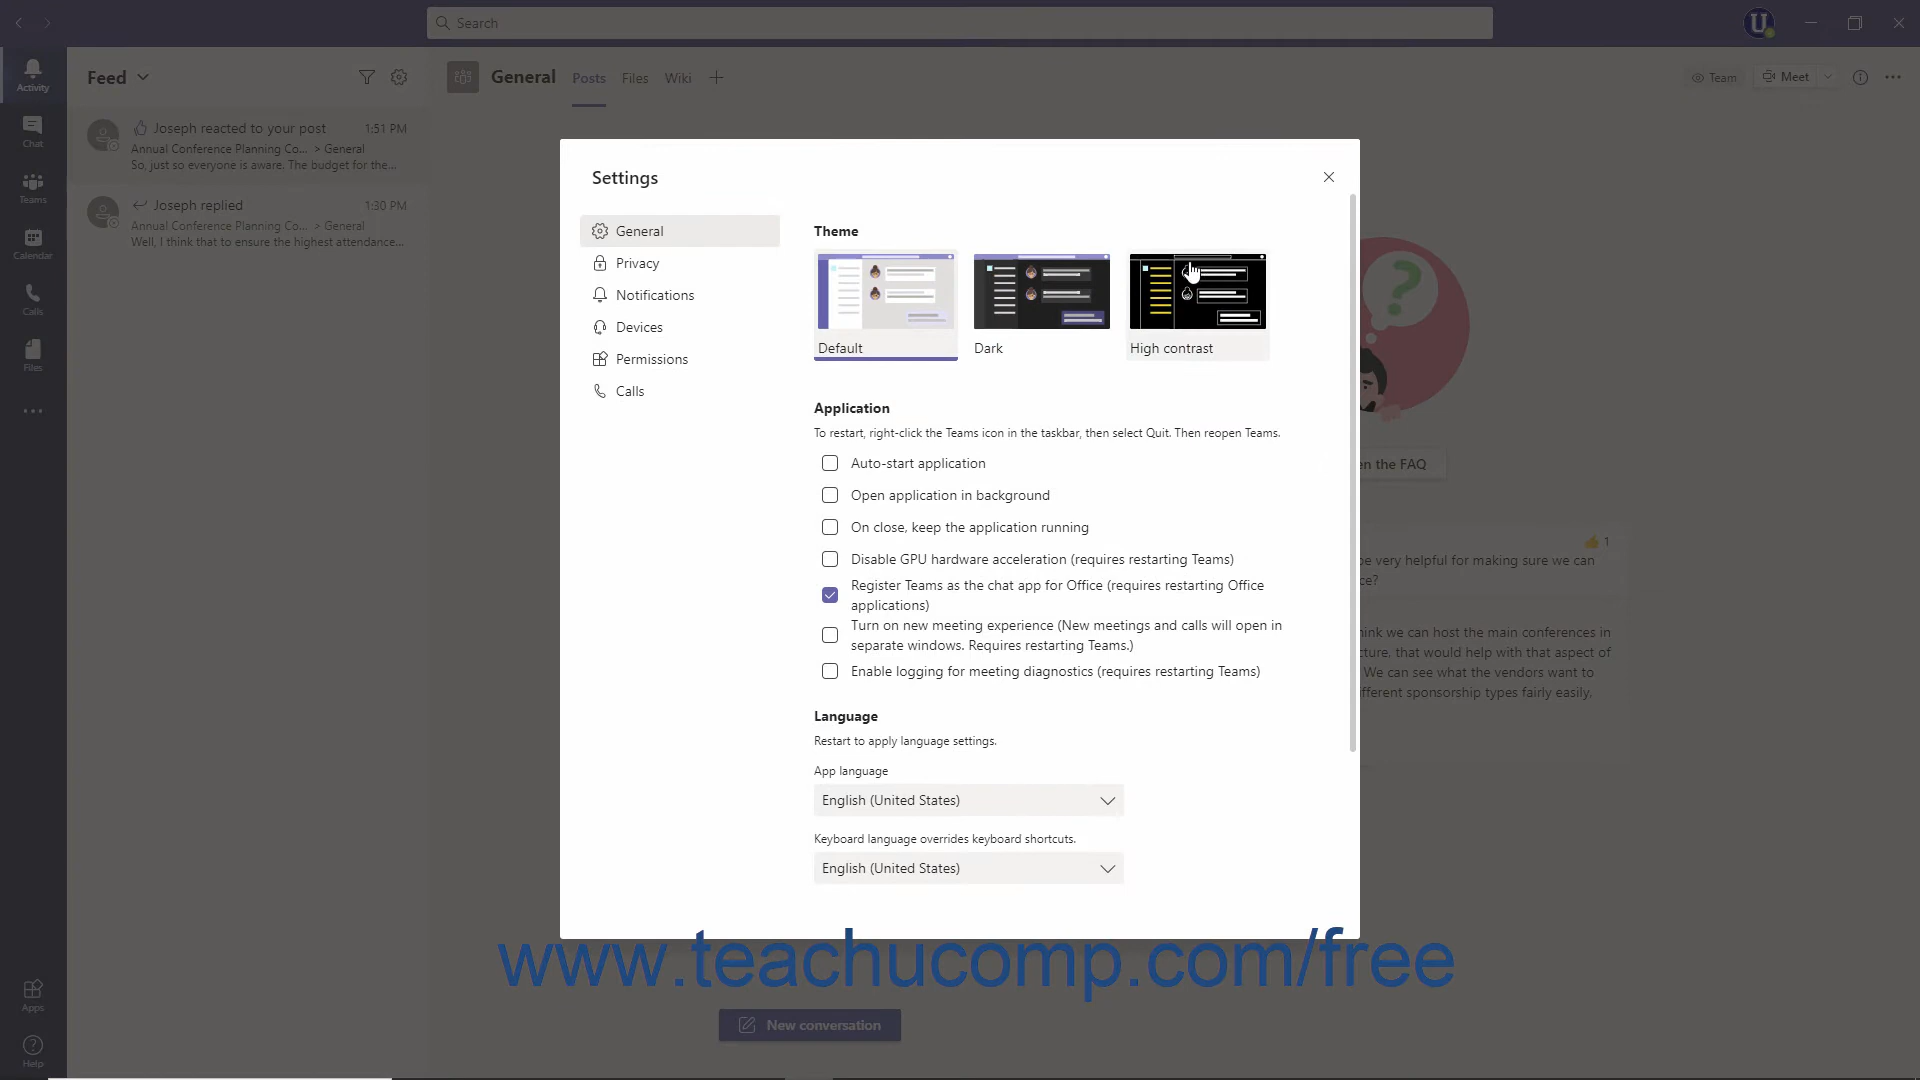 Search
U
Activity
Chat
Teams
Calendar
Calls
Files
Apps
Help
Feed
Joseph reacted to your post 1:51 PM
Annual Conference Planning Co... > General
So, just so everyone is aware. The budget for the...
Joseph replied 1:30 PM
Annual Conference Planning Co... > General
Well, I think that to ensure the highest attendance...
General Posts Files Wiki
Team Meet
Settings
General
Privacy
Notifications
Devices
Permissions
Calls
Theme
Default Dark High contrast
Application
To restart, right-click the Teams icon in the taskbar, then select Quit. Then reopen Teams.
Auto-start application
Open application in background
On close, keep the application running
Disable GPU hardware acceleration (requires restarting Teams)
Register Teams as the chat app for Office (requires restarting Office
applications)
Turn on new meeting experience (New meetings and calls will open in
separate windows. Requires restarting Teams.)
Enable logging for meeting diagnostics (requires restarting Teams)
Language
Restart to apply language settings.
App language
English (United States)
Keyboard language overrides keyboard shortcuts.
English (United States)
?
en the FAQ
1
be very helpful for making sure we can
ce?
hink we can host the main conferences in
cture, that would help with that aspect of
We can see what the vendors want to
ifferent sponsorship types fairly easily,
www.teachucomp.com/free
New conversation